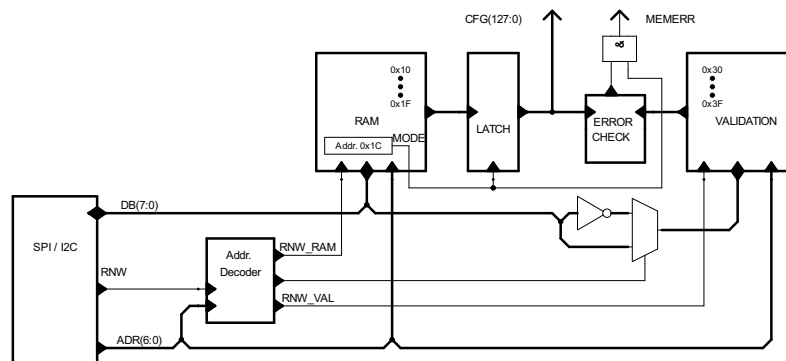 CFG(127:0)
MEMERR
&
0x10
0x1F
RAM
MODE
Addr. 0x1C
LATCH
ERROR
CHECK
0x30
0x3F
VALIDATION
DB(7:0)
SPI / I2C
RNW
Addr.
Decoder
RNW_RAM
RNW_VAL
ADR(6:0)